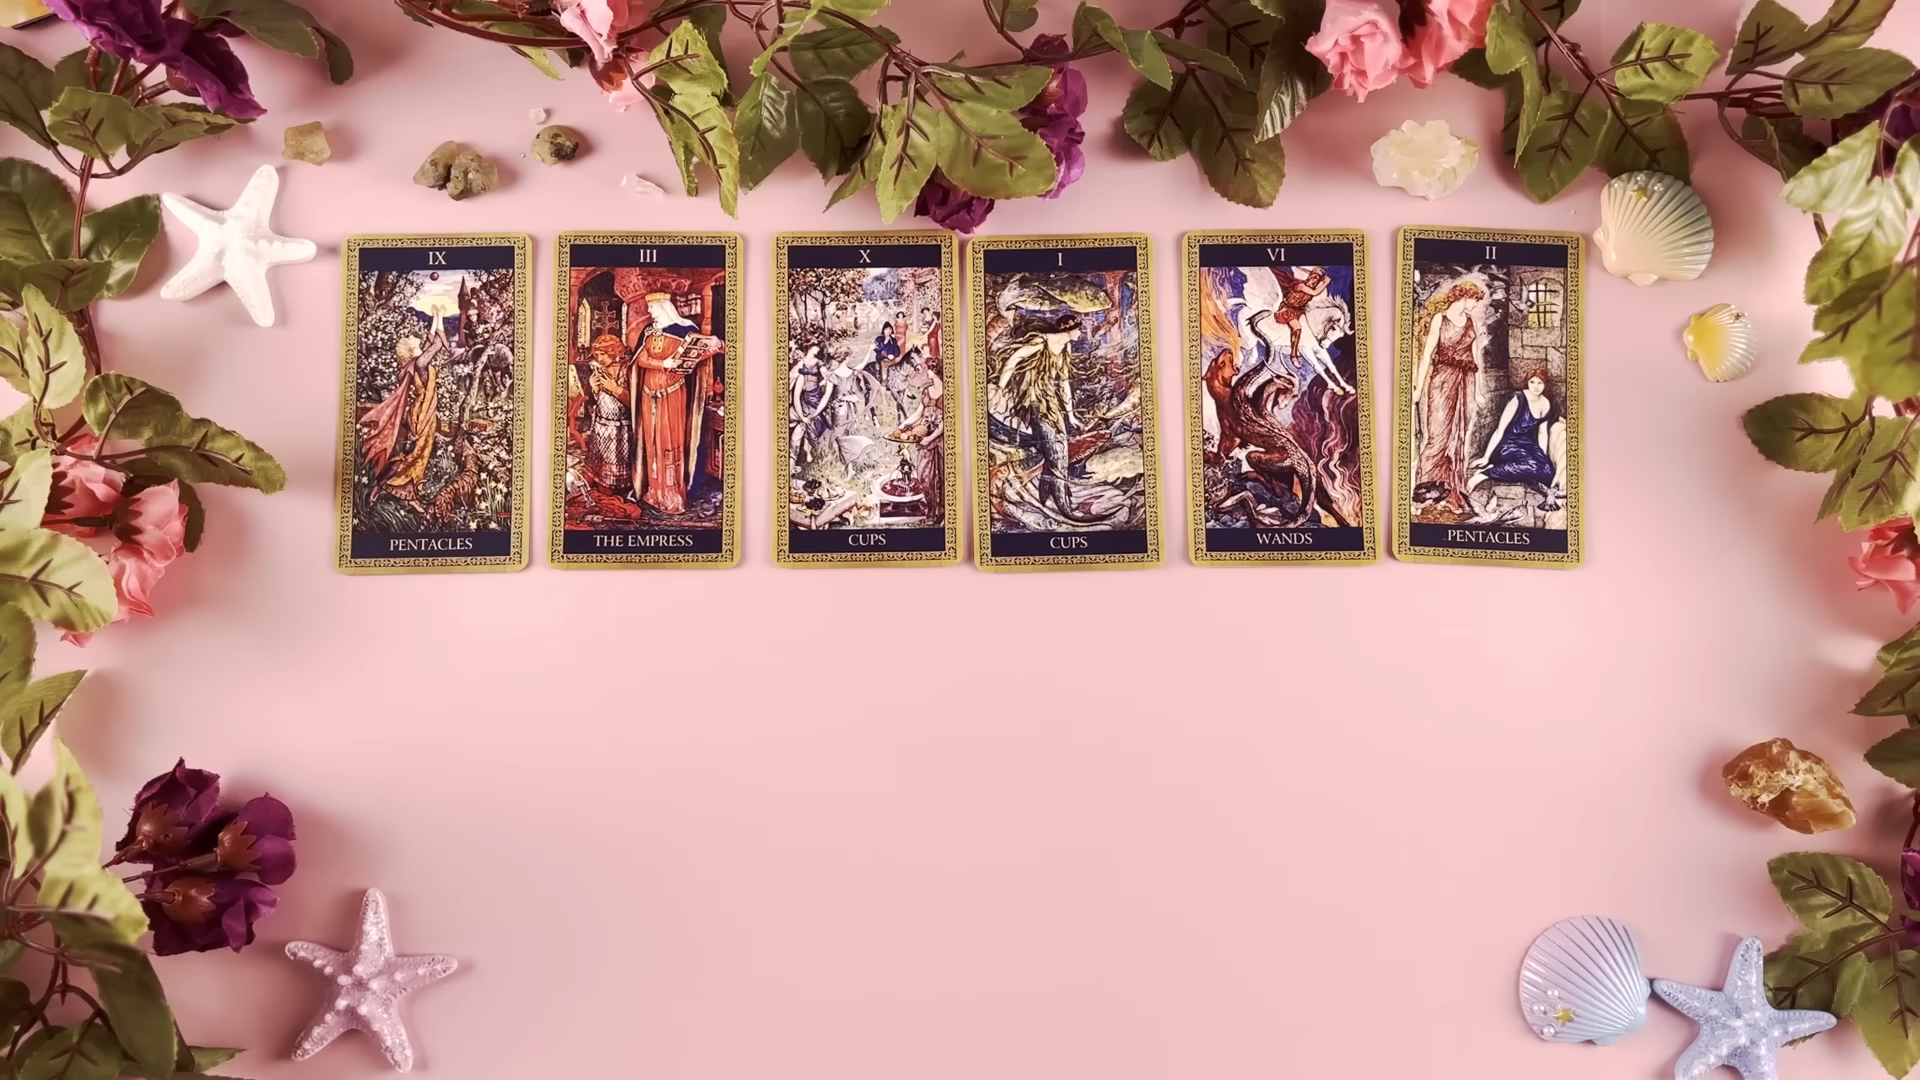 IX
PENTACLES
III
THE EMPRESS
X
CUPS
I
CUPS
VI
WANDS
II
PENTACLES